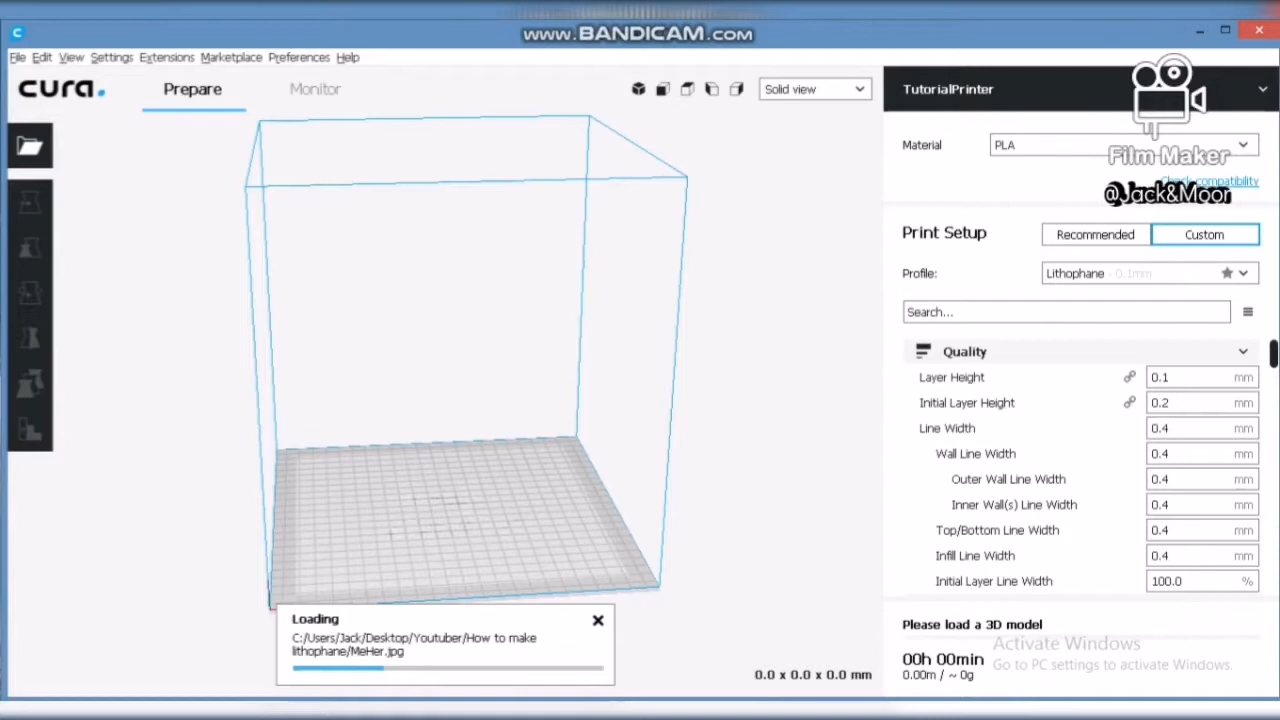 www.BANDICAM.com
File Edit View Settings Extensions Marketplace Preferences Help
cura.
Prepare
Monitor
Solid view
TutorialPrinter
Material
PLA
Film Maker
Check compatibility
@Jack&Moor
Print Setup
Recommended
Custom
Profile:
Lithophane - 0.1mm
Search...
Quality
Layer Height 0.1 mm
Initial Layer Height 0.2 mm
Line Width 0.4 mm
Wall Line Width 0.4 mm
Outer Wall Line Width 0.4 mm
Inner Wall(s) Line Width 0.4 mm
Top/Bottom Line Width 0.4 mm
Infill Line Width 0.4 mm
Initial Layer Line Width 100.0 %
Loading
C:/Users/Jack/Desktop/Youtuber/How to make
lithophane/MeHer.jpg
0.0 x 0.0 x 0.0 mm
Please load a 3D model
Activate Windows
Go to PC settings to activate Windows.
00h 00min
0.00m / ~ 0g